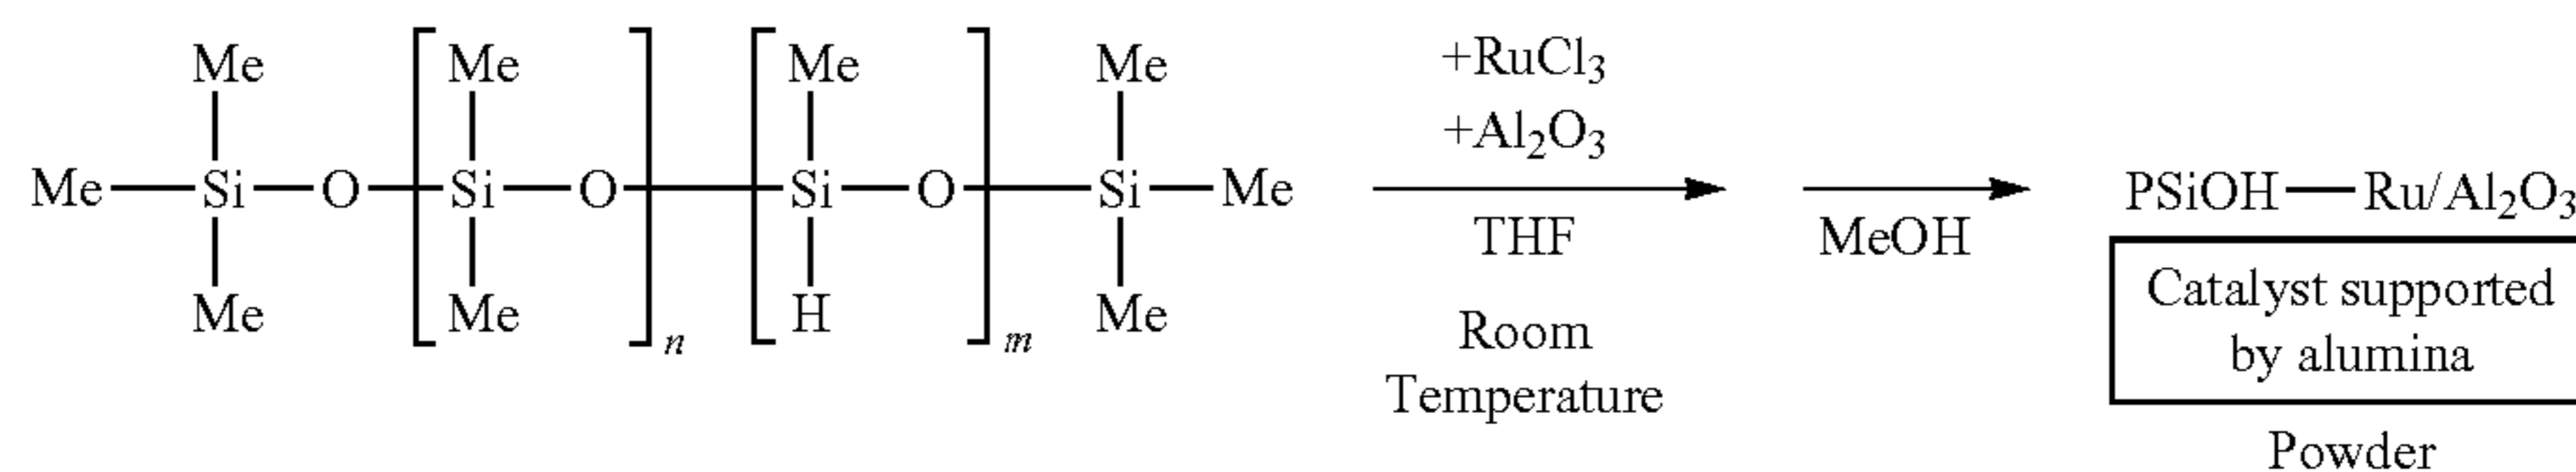 Me Me Me Me +RuCl3
+Al2O3
Me—Si—O—[Si—O]n—[Si—O]m—Si—Me THF MeOH PSiOH—Ru/Al2O3
Me Me H Me Room Temperature
Catalyst supported
by alumina
Powder